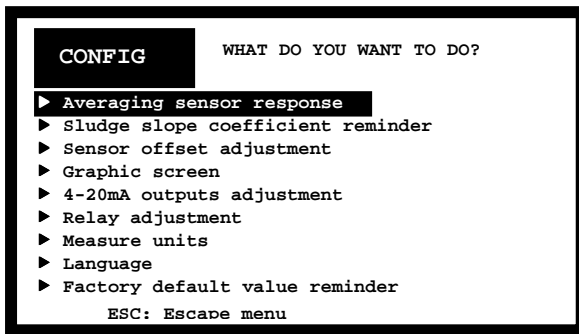 CONFIG
WHAT DO YOU WANT TO DO?
Averaging sensor response
Sludge slope coefficient reminder
Sensor offset adjustment
Graphic screen
4-20mA outputs adjustment
Relay adjustment
Measure units
Language
Factory default value reminder
ESC: Escape menu